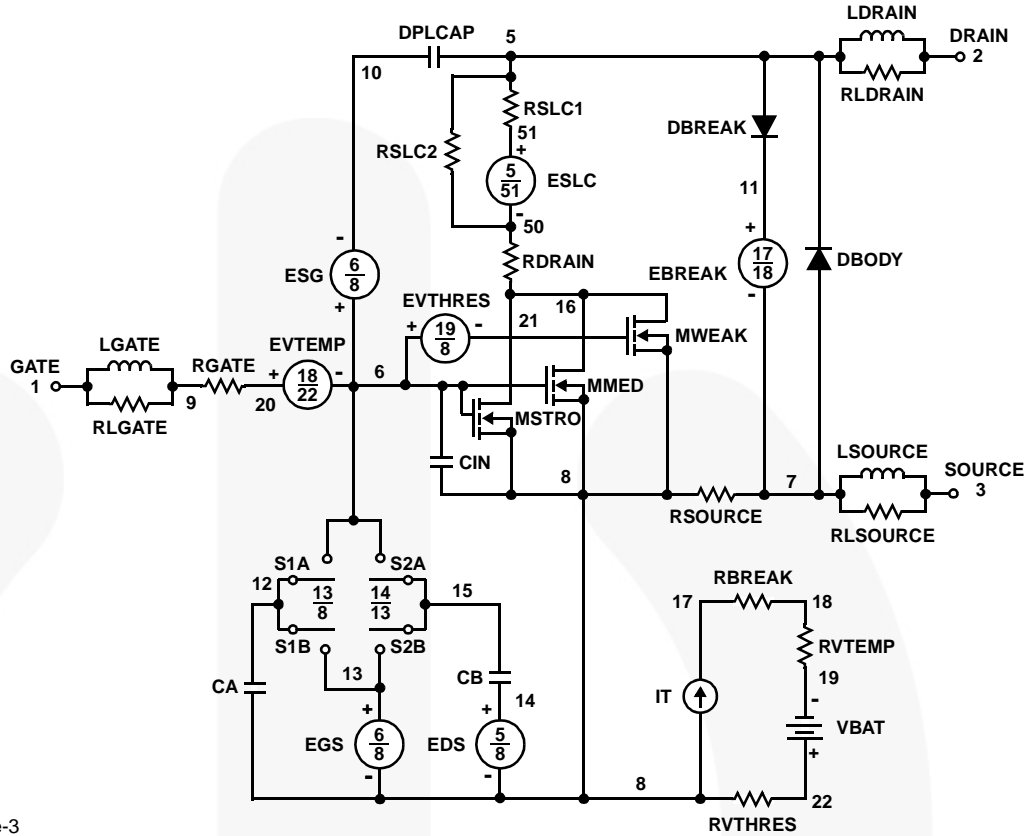 LDRAIN
DPLCAP 5 DRAIN
10 2
RSLC1 RLDRAIN
51 DBREAK
RSLC2 +
5
51 ESLC 11
- 50
- +
ESG 6
8 RDRAIN EBREAK 17
18 DBODY
+ EVTHRES 16 -
+ 19
8 - 21 MWEAK
LGATE EVTEMP
GATE RGATE + 18
22 - 6 MMED
1 9 20
RLGATE MSTRO
LSOURCE
CIN 8 7 SOURCE
3
RSOURCE
RLSOURCE
S1A S2A RBREAK
12 13
8 14
13 15 17 18
S1B S2B RVTEMP
13 CB 19
CA IT -
+ + 14 VBAT
EGS 6
8 EDS 5
8 +
- - 8 22
RVTHRES
e-3